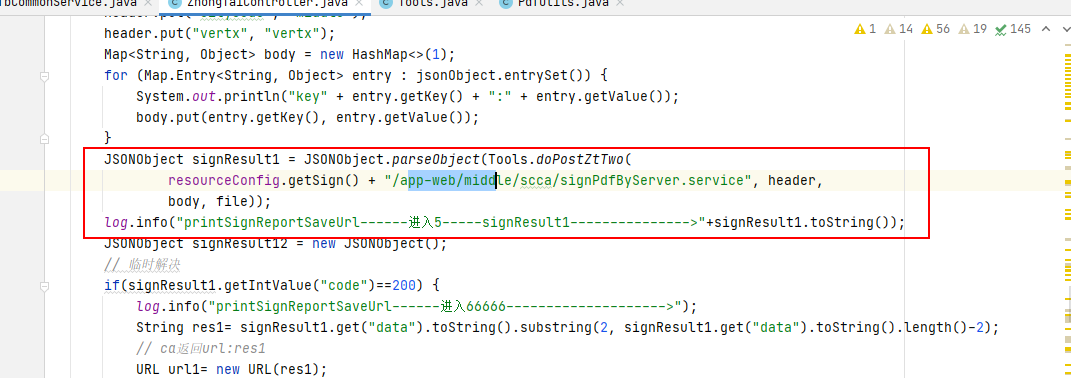 fbCommonService.java × ZhongTaiController.java × Tools.java × PdfUtils.java ×
header.put("vertx", "vertx");
1 14 56 19 145
Map<String, Object> body = new HashMap<>(1);
for (Map.Entry<String, Object> entry : jsonObject.entrySet()) {
System.out.println("key" + entry.getKey() + ":" + entry.getValue());
body.put(entry.getKey(), entry.getValue());
}
JSONObject signResult1 = JSONObject.parseObject(Tools.doPostZtTwo(
resourceConfig.getSign() + "/app-web/middle/scca/signPdfByServer.service", header,
body, file));
log.info("printSignReportSaveUrl------进入5-----signResult1--------------->"+signResult1.toString());
JSONObject signResult12 = new JSONObject();
// 临时解决
if(signResult1.getIntValue("code")==200) {
log.info("printSignReportSaveUrl------进入66666-------------------->");
String res1= signResult1.get("data").toString().substring(2, signResult1.get("data").toString().length()-2);
// ca返回url:res1
URL url1= new URL(res1);